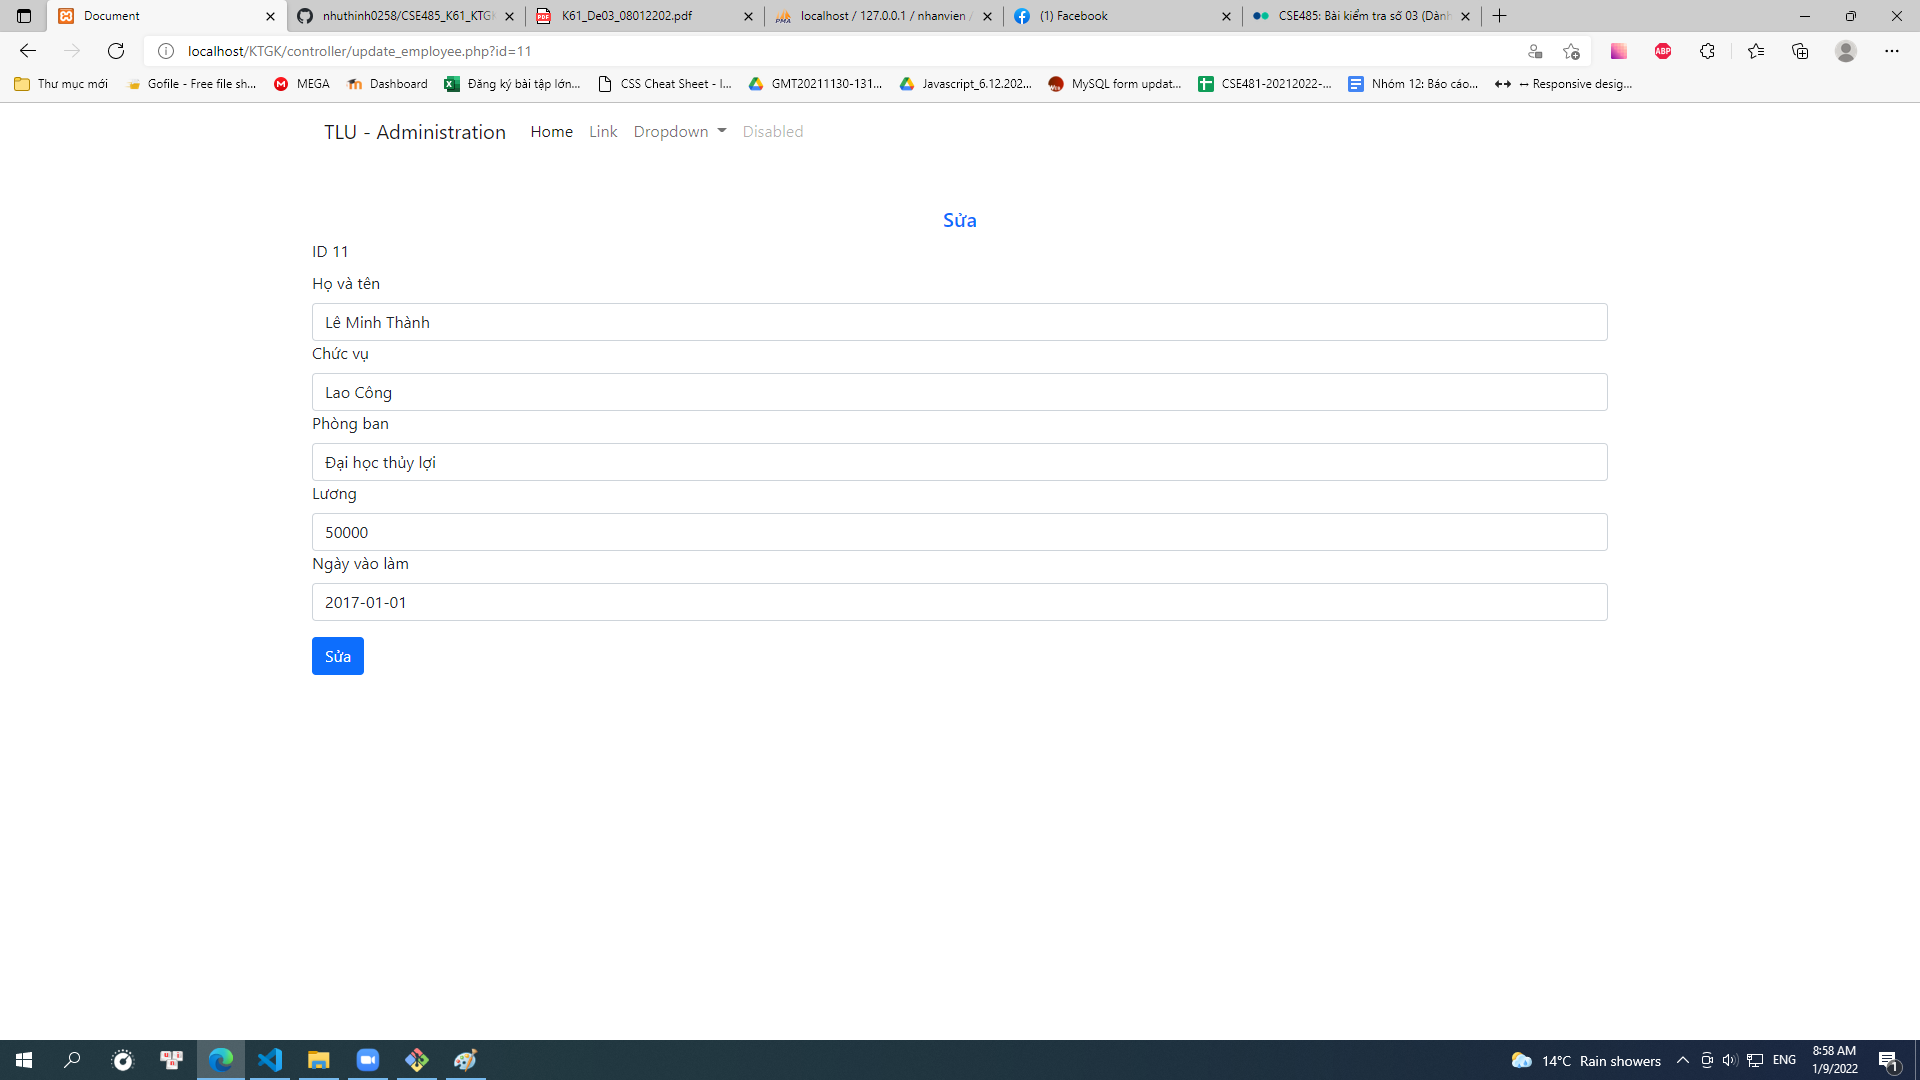 Document
nhuthinh0258/CSE485_K61_KTGK
K61_De03_08012202.pdf
localhost / 127.0.0.1 / nhanvien /
(1) Facebook
CSE485: Bài kiểm tra số 03 (Dành
localhost/KTGK/controller/update_employee.php?id=11
ABP
Thư mục mới
Gofile - Free file sh...
MEGA
Dashboard
Đăng ký bài tập lớn...
CSS Cheat Sheet - I...
GMT20211130-131...
Javascript_6.12.202...
MySQL form updat...
CSE481-20212022-...
Nhóm 12: Báo cáo...
↔ Responsive desig...
TLU - Administration
Home
Link
Dropdown
Disabled
Sửa
ID 11
Họ và tên
Lê Minh Thành
Chức vụ
Lao Công
Phòng ban
Đại học thủy lợi
Lương
50000
Ngày vào làm
2017-01-01
Sửa
14°C Rain showers
ENG
8:58 AM
1/9/2022
1